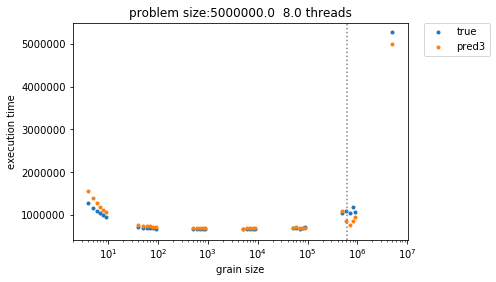 problem size:5000000.0  8.0 threads
true
pred3
5000000
4000000
3000000
2000000
1000000
execution time
10^1
10^2
10^3
10^4
10^5
10^6
10^7
grain size